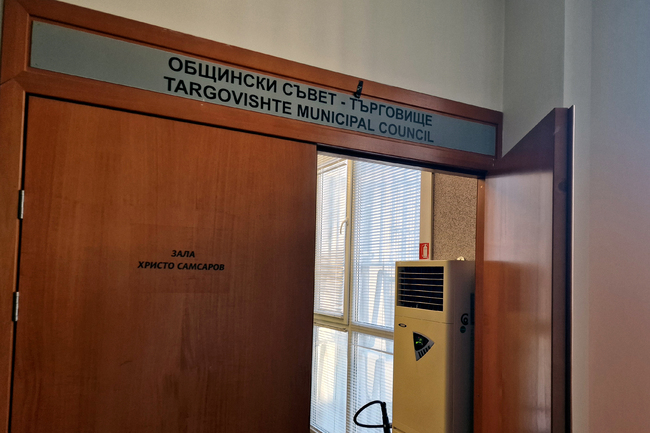 ОБЩИНСКИ СЪВЕТ - ТЪРГОВИЩЕ
TARGOVISHTE MUNICIPAL COUNCIL
ЗАЛА
ХРИСТО САМСАРОВ